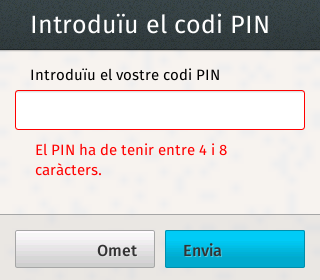 Introduïu el codi PIN
Introduïu el vostre codi PIN
El PIN ha de tenir entre 4 i 8
caràcters.
Omet
Envia